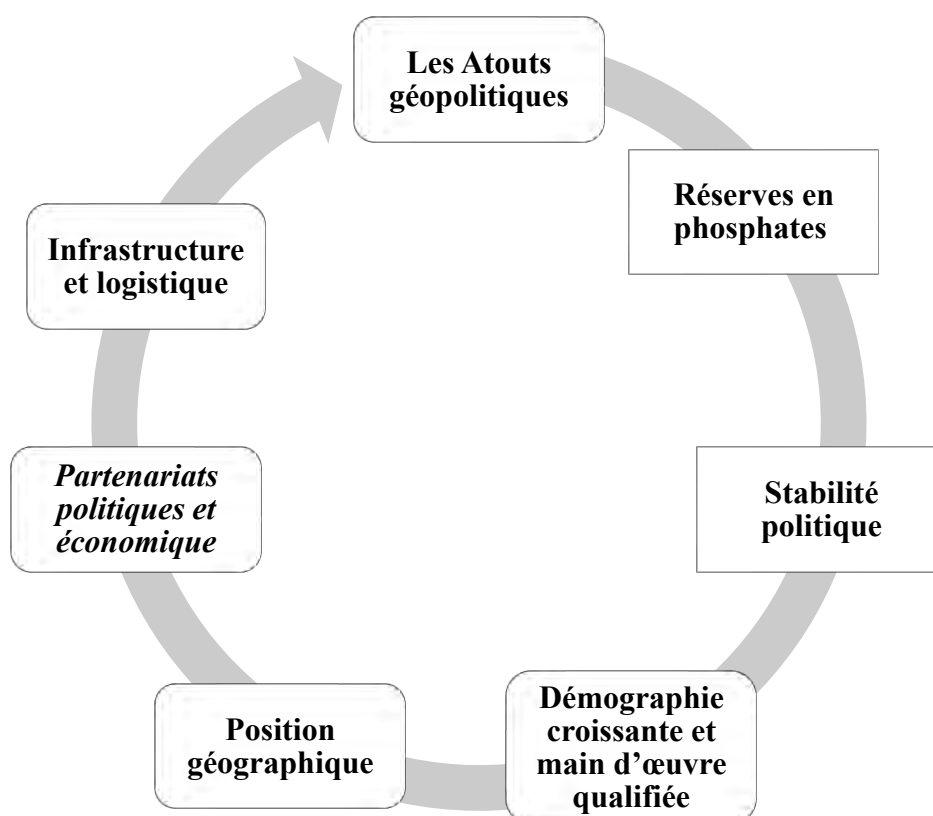 Les Atouts
géopolitiques
Réserves en
phosphates
Stabilité
politique
Démographie
croissante et
main d’œuvre
qualifiée
Position
géographique
Partenariats
politiques et
économique
Infrastructure
et logistique